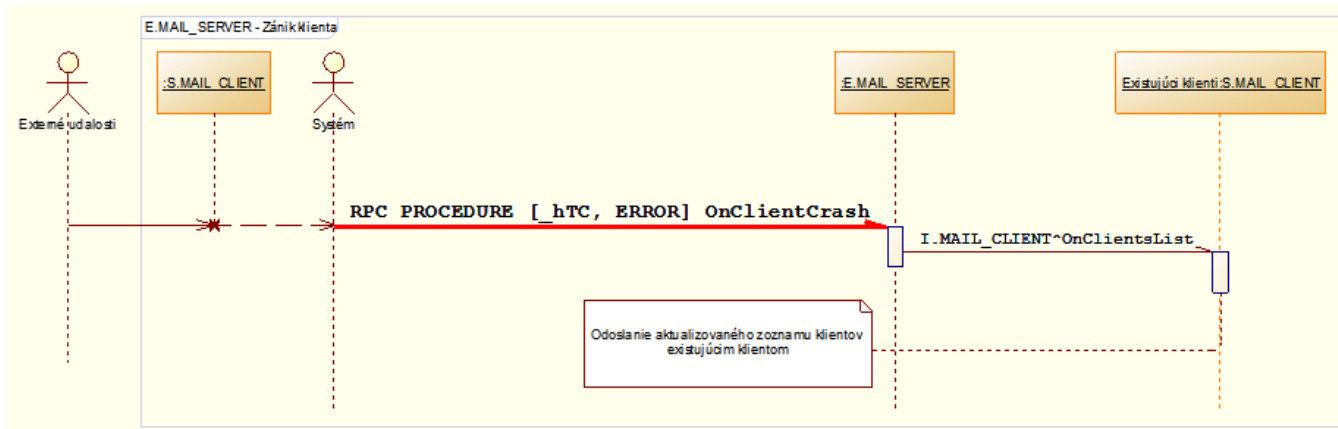 E.MAIL_SERVER - Zánik klienta
:S.MAIL_CLIENT
:E.MAIL_SERVER
Existujúci klienti:S.MAIL_CLIENT
Externé udalosti
Systém
RPC PROCEDURE [_hTC, ERROR] OnClientCrash
I.MAIL_CLIENT^OnClientsList
Odoslanie aktualizovaného zoznamu klientov
existujúcim klientom